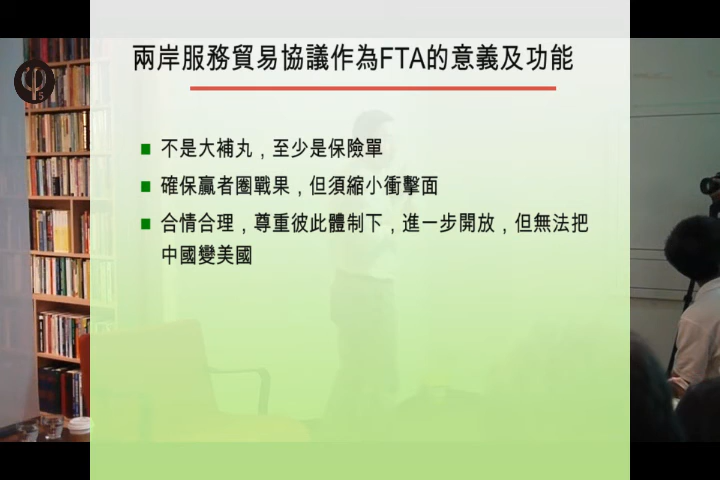 兩岸服務貿易協議作為FTA的意義及功能
φ5
不是大補丸，至少是保險單
確保贏者圈戰果，但須縮小衝擊面
合情合理，尊重彼此體制下，進一步開放，但無法把
中國變美國